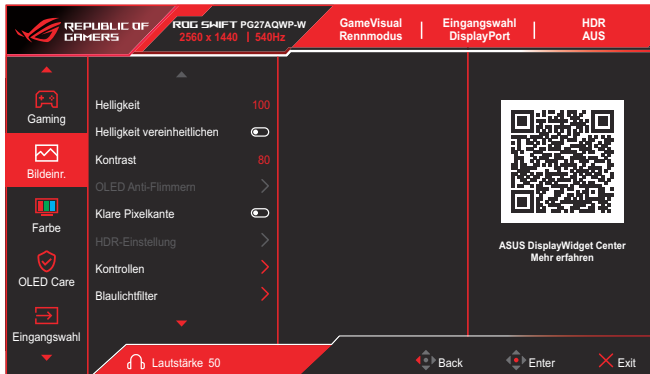 REPUBLIC OF
GAMERS
ROG SWIFT PG27AQWP-W
2560 x 1440 | 540Hz
GameVisual
Rennmodus
Eingangswahl
DisplayPort
HDR
AUS
Gaming
Bildeinr.
Farbe
OLED Care
Eingangswahl
Helligkeit 100
Helligkeit vereinheitlichen
Kontrast 80
OLED Anti-Flimmern
Klare Pixelkante
HDR-Einstellung
Kontrollen
Blaulichtfilter
ASUS DisplayWidget Center
Mehr erfahren
Lautstärke 50
Back
Enter
Exit